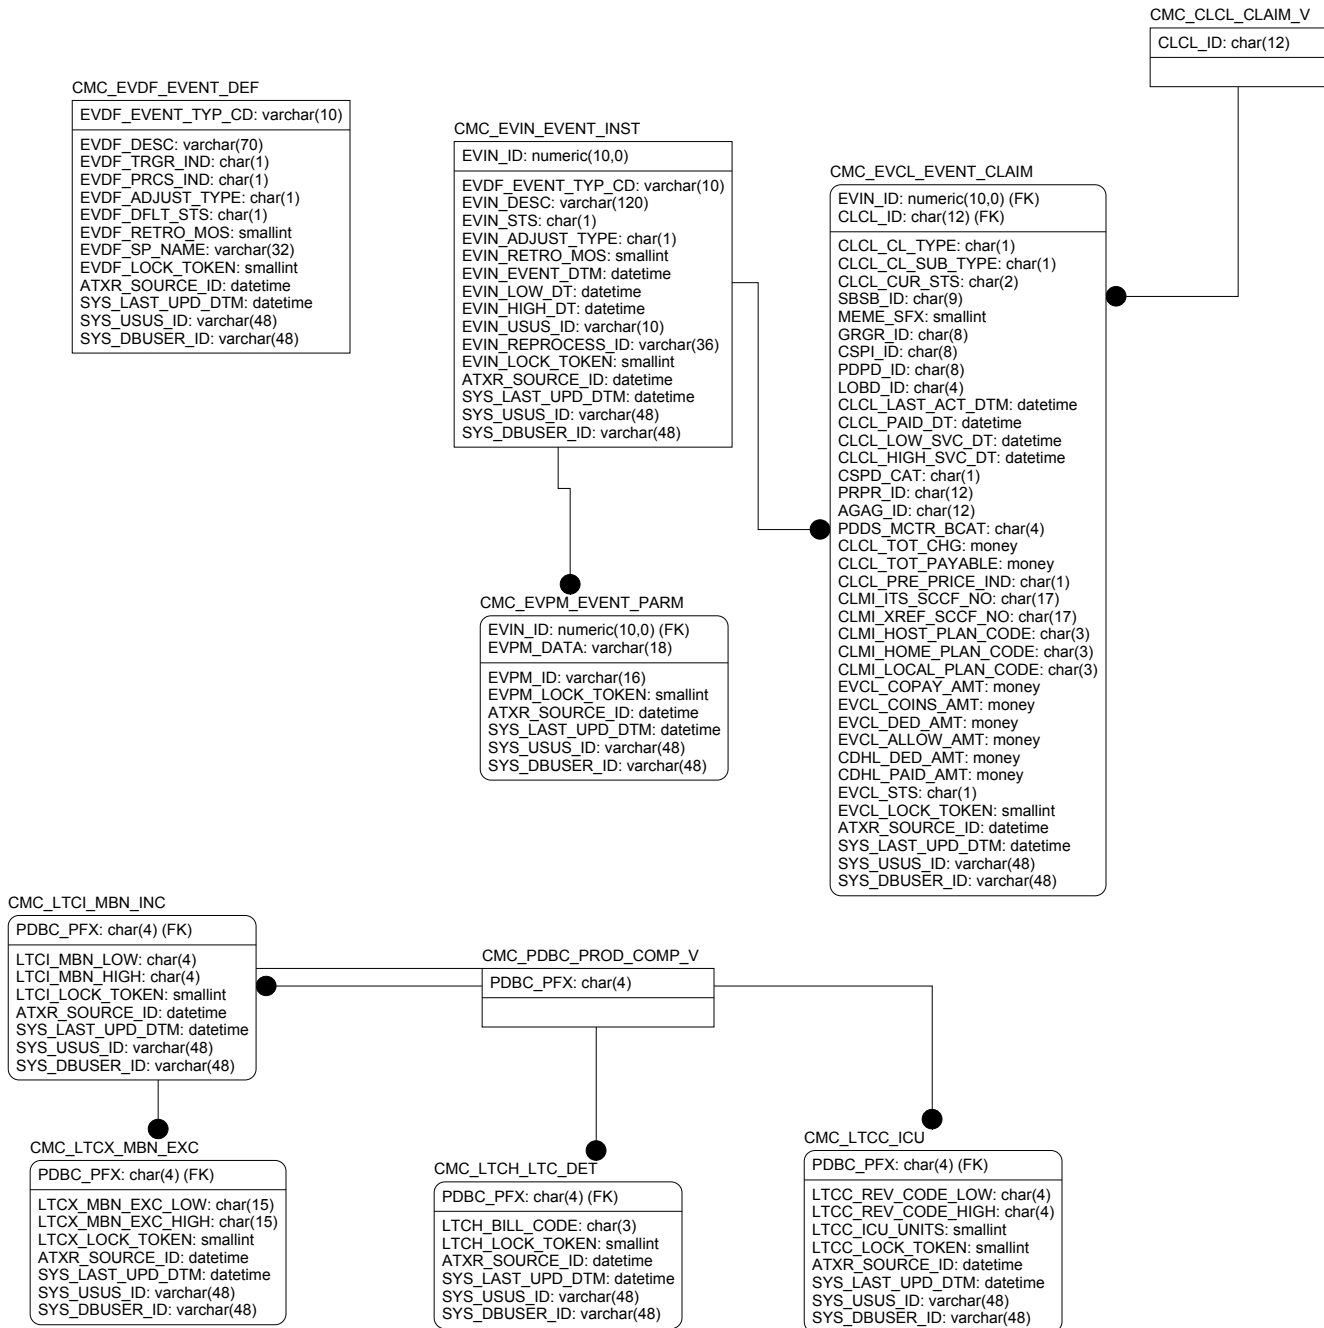 CMC_CLCL_CLAIM_V
CLCL_ID: char(12)
CMC_EVDF_EVENT_DEF
EVDF_EVENT_TYP_CD: varchar(10)
EVDF_DESC: varchar(70)
EVDF_TRGR_IND: char(1)
EVDF_PRCS_IND: char(1)
EVDF_ADJUST_TYPE: char(1)
EVDF_DFLT_STS: char(1)
EVDF_RETRO_MOS: smallint
EVDF_SP_NAME: varchar(32)
EVDF_LOCK_TOKEN: smallint
ATXR_SOURCE_ID: datetime
SYS_LAST_UPD_DTM: datetime
SYS_USUS_ID: varchar(48)
SYS_DBUSER_ID: varchar(48)
CMC_EVIN_EVENT_INST
EVIN_ID: numeric(10,0)
EVDF_EVENT_TYP_CD: varchar(10)
EVIN_DESC: varchar(120)
EVIN_STS: char(1)
EVIN_ADJUST_TYPE: char(1)
EVIN_RETRO_MOS: smallint
EVIN_EVENT_DTM: datetime
EVIN_LOW_DT: datetime
EVIN_HIGH_DT: datetime
EVIN_USUS_ID: varchar(10)
EVIN_REPROCESS_ID: varchar(36)
EVIN_LOCK_TOKEN: smallint
ATXR_SOURCE_ID: datetime
SYS_LAST_UPD_DTM: datetime
SYS_USUS_ID: varchar(48)
SYS_DBUSER_ID: varchar(48)
CMC_EVCL_EVENT_CLAIM
EVIN_ID: numeric(10,0) (FK)
CLCL_ID: char(12) (FK)
CLCL_CL_TYPE: char(1)
CLCL_CL_SUB_TYPE: char(1)
CLCL_CUR_STS: char(2)
SBSB_ID: char(9)
MEME_SFX: smallint
GRGR_ID: char(8)
CSPI_ID: char(8)
PDPD_ID: char(8)
LOBD_ID: char(4)
CLCL_LAST_ACT_DTM: datetime
CLCL_PAID_DT: datetime
CLCL_LOW_SVC_DT: datetime
CLCL_HIGH_SVC_DT: datetime
CSPD_CAT: char(1)
PRPR_ID: char(12)
AGAG_ID: char(12)
PDDS_MCTR_BCAT: char(4)
CLCL_TOT_CHG: money
CLCL_TOT_PAYABLE: money
CLCL_PRE_PRICE_IND: char(1)
CLMI_ITS_SCCF_NO: char(17)
CLMI_XREF_SCCF_NO: char(17)
CLMI_HOST_PLAN_CODE: char(3)
CLMI_HOME_PLAN_CODE: char(3)
CLMI_LOCAL_PLAN_CODE: char(3)
EVCL_COPAY_AMT: money
EVCL_COINS_AMT: money
EVCL_DED_AMT: money
EVCL_ALLOW_AMT: money
CDHL_DED_AMT: money
CDHL_PAID_AMT: money
EVCL_STS: char(1)
EVCL_LOCK_TOKEN: smallint
ATXR_SOURCE_ID: datetime
SYS_LAST_UPD_DTM: datetime
SYS_USUS_ID: varchar(48)
SYS_DBUSER_ID: varchar(48)
CMC_EVPM_EVENT_PARM
EVIN_ID: numeric(10,0) (FK)
EVPM_DATA: varchar(18)
EVPM_ID: varchar(16)
EVPM_LOCK_TOKEN: smallint
ATXR_SOURCE_ID: datetime
SYS_LAST_UPD_DTM: datetime
SYS_USUS_ID: varchar(48)
SYS_DBUSER_ID: varchar(48)
CMC_LTCI_MBN_INC
PDBC_PFX: char(4) (FK)
LTCI_MBN_LOW: char(4)
LTCI_MBN_HIGH: char(4)
LTCI_LOCK_TOKEN: smallint
ATXR_SOURCE_ID: datetime
SYS_LAST_UPD_DTM: datetime
SYS_USUS_ID: varchar(48)
SYS_DBUSER_ID: varchar(48)
CMC_PDBC_PROD_COMP_V
PDBC_PFX: char(4)
CMC_LTCX_MBN_EXC
PDBC_PFX: char(4) (FK)
LTCX_MBN_EXC_LOW: char(15)
LTCX_MBN_EXC_HIGH: char(15)
LTCX_LOCK_TOKEN: smallint
ATXR_SOURCE_ID: datetime
SYS_LAST_UPD_DTM: datetime
SYS_USUS_ID: varchar(48)
SYS_DBUSER_ID: varchar(48)
CMC_LTCH_LTC_DET
PDBC_PFX: char(4) (FK)
LTCH_BILL_CODE: char(3)
LTCH_LOCK_TOKEN: smallint
ATXR_SOURCE_ID: datetime
SYS_LAST_UPD_DTM: datetime
SYS_USUS_ID: varchar(48)
SYS_DBUSER_ID: varchar(48)
CMC_LTCC_ICU
PDBC_PFX: char(4) (FK)
LTCC_REV_CODE_LOW: char(4)
LTCC_REV_CODE_HIGH: char(4)
LTCC_ICU_UNITS: smallint
LTCC_LOCK_TOKEN: smallint
ATXR_SOURCE_ID: datetime
SYS_LAST_UPD_DTM: datetime
SYS_USUS_ID: varchar(48)
SYS_DBUSER_ID: varchar(48)